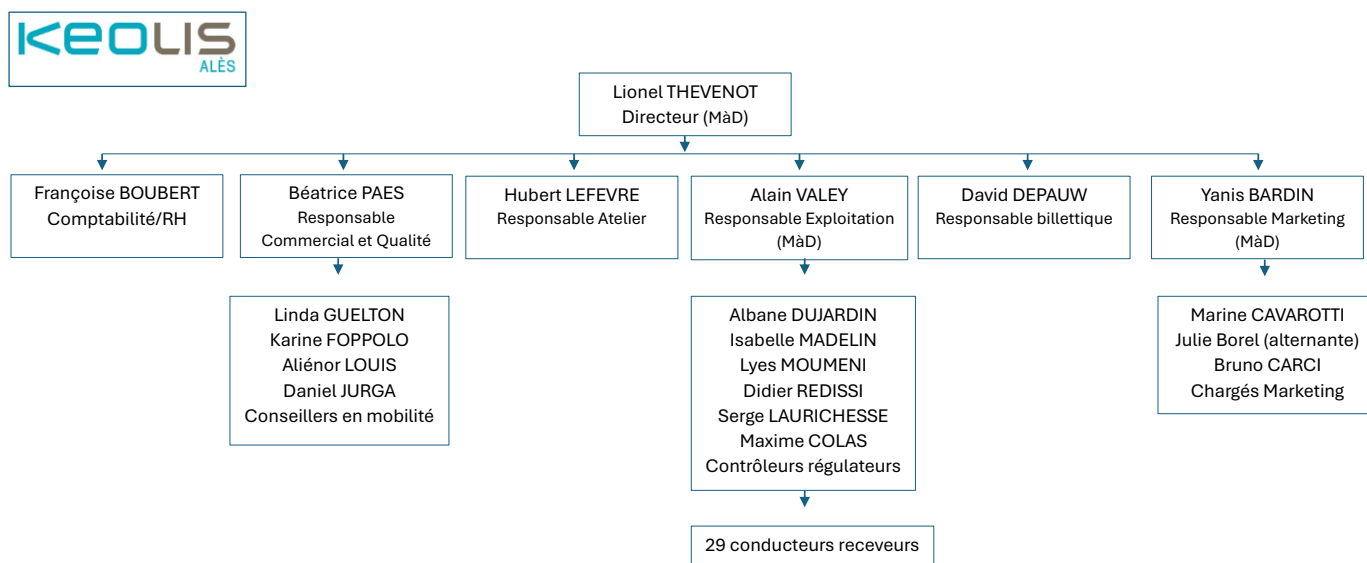 KEOLIS
ALÈS
Lionel THEVENOT
Directeur (MàD)
Françoise BOUBERT
Comptabilité/RH
Béatrice PAES
Responsable
Commercial et Qualité
Hubert LEFEVRE
Responsable Atelier
Alain VALEY
Responsable Exploitation
(MàD)
David DEPAUW
Responsable billettique
Yanis BARDIN
Responsable Marketing
(MàD)
Linda GUELTON
Karine FOPPOLO
Aliénor LOUIS
Daniel JURGA
Conseillers en mobilité
Albane DUJARDIN
Isabelle MADELIN
Lyes MOUMENI
Didier REDISSI
Serge LAURICHESSE
Maxime COLAS
Contrôleurs régulateurs
Marine CAVAROTTI
Julie Borel (alternante)
Bruno CARCI
Chargés Marketing
29 conducteurs receveurs